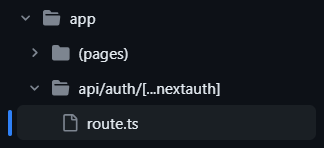 app
(pages)
api/auth/[...nextauth]
route.ts